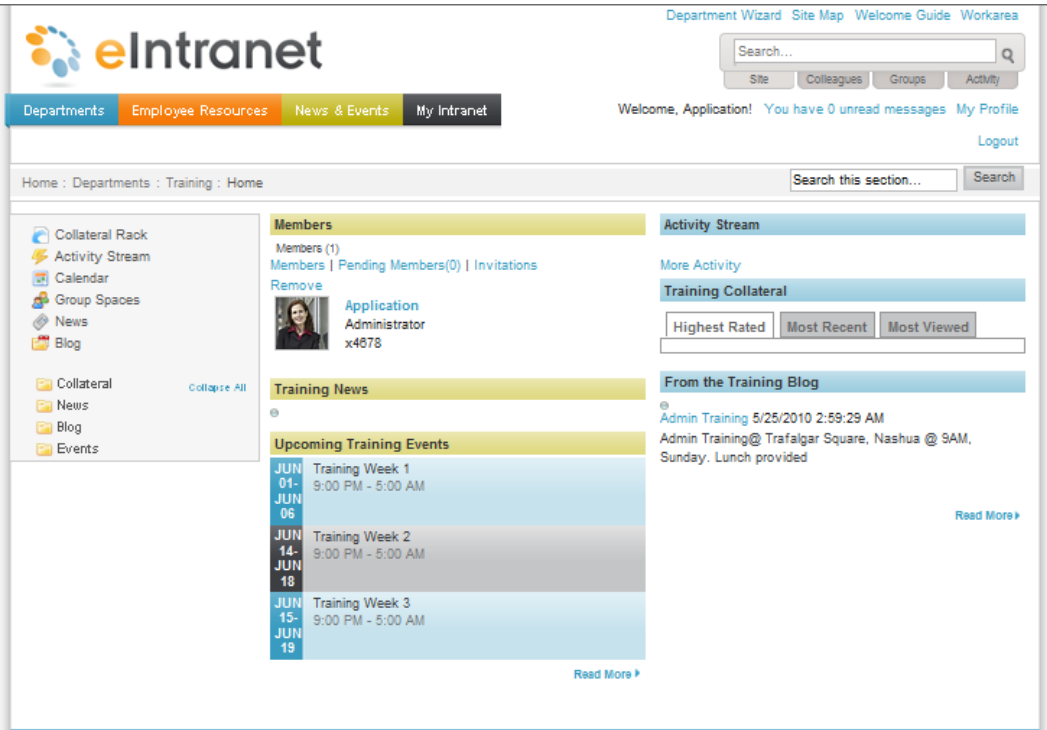 Department Wizard Site Map Welcome Guide Workarea
eIntranet
Search...
Site Colleagues Groups Activity
Departments Employee Resources News & Events My Intranet
Welcome, Application! You have 0 unread messages My Profile
Logout
Home : Departments : Training : Home
Search this section... Search
Collateral Rack
Activity Stream
Calendar
Group Spaces
News
Blog
Collateral Collapse All
News
Blog
Events
Members
Members (1)
Members | Pending Members(0) | Invitations
Remove
Application
Administrator
x4678
Training News
Upcoming Training Events
JUN 01- JUN 06
Training Week 1
9:00 PM - 5:00 AM
JUN 14- JUN 18
Training Week 2
9:00 PM - 5:00 AM
JUN 15- JUN 19
Training Week 3
9:00 PM - 5:00 AM
Read More
Activity Stream
More Activity
Training Collateral
Highest Rated Most Recent Most Viewed
From the Training Blog
Admin Training 5/25/2010 2:59:29 AM
Admin Training@ Trafalgar Square, Nashua @ 9AM,
Sunday. Lunch provided
Read More